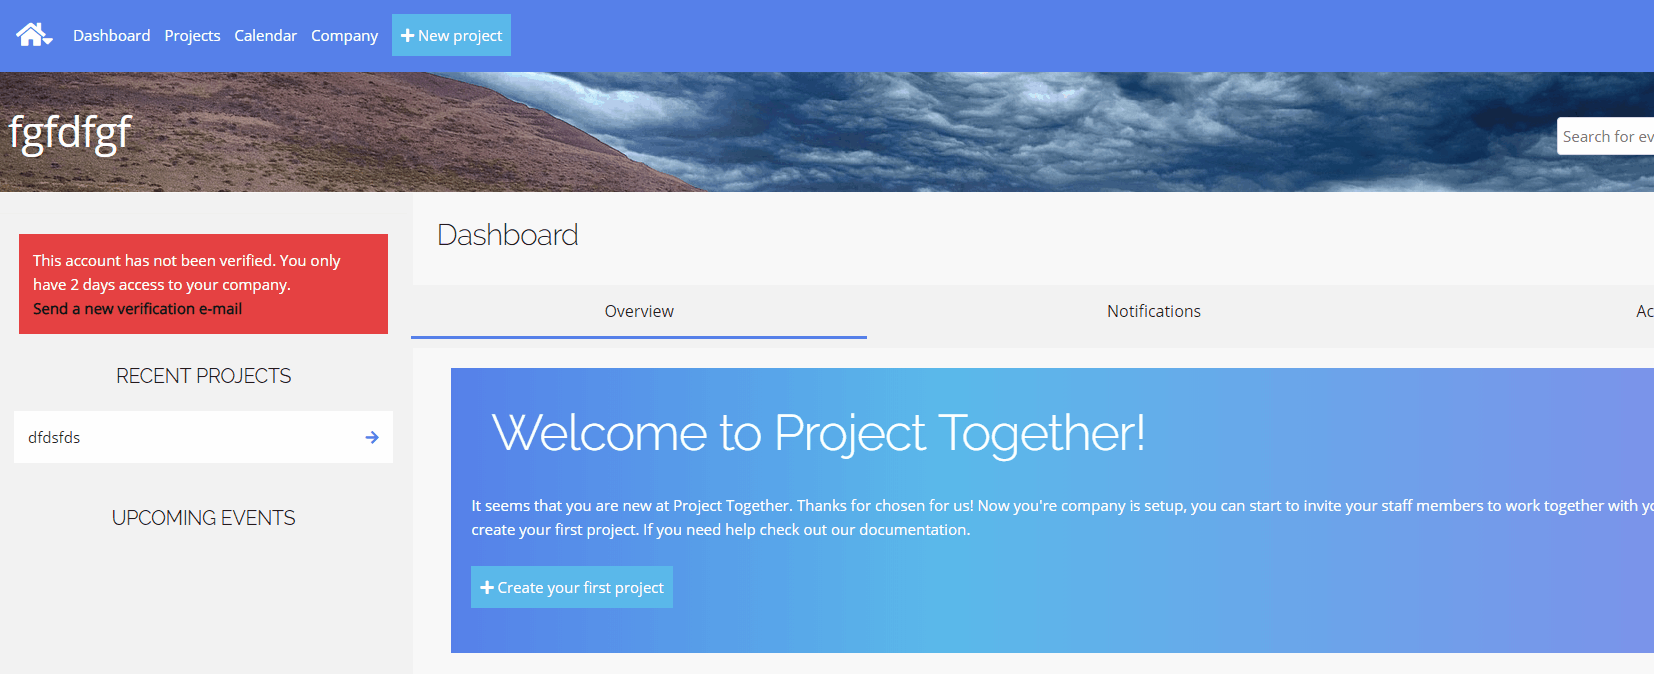 Dashboard Projects Calendar Company New project
fgfdfgf
Search for ev
This account has not been verified. You only
have 2 days access to your company.
Send a new verification e-mail
RECENT PROJECTS
dfdsfds
UPCOMING EVENTS
Dashboard
Overview Notifications Ac
Welcome to Project Together!
It seems that you are new at Project Together. Thanks for chosen for us! Now you're company is setup, you can start to invite your staff members to work together with yo
create your first project. If you need help check out our documentation.
Create your first project